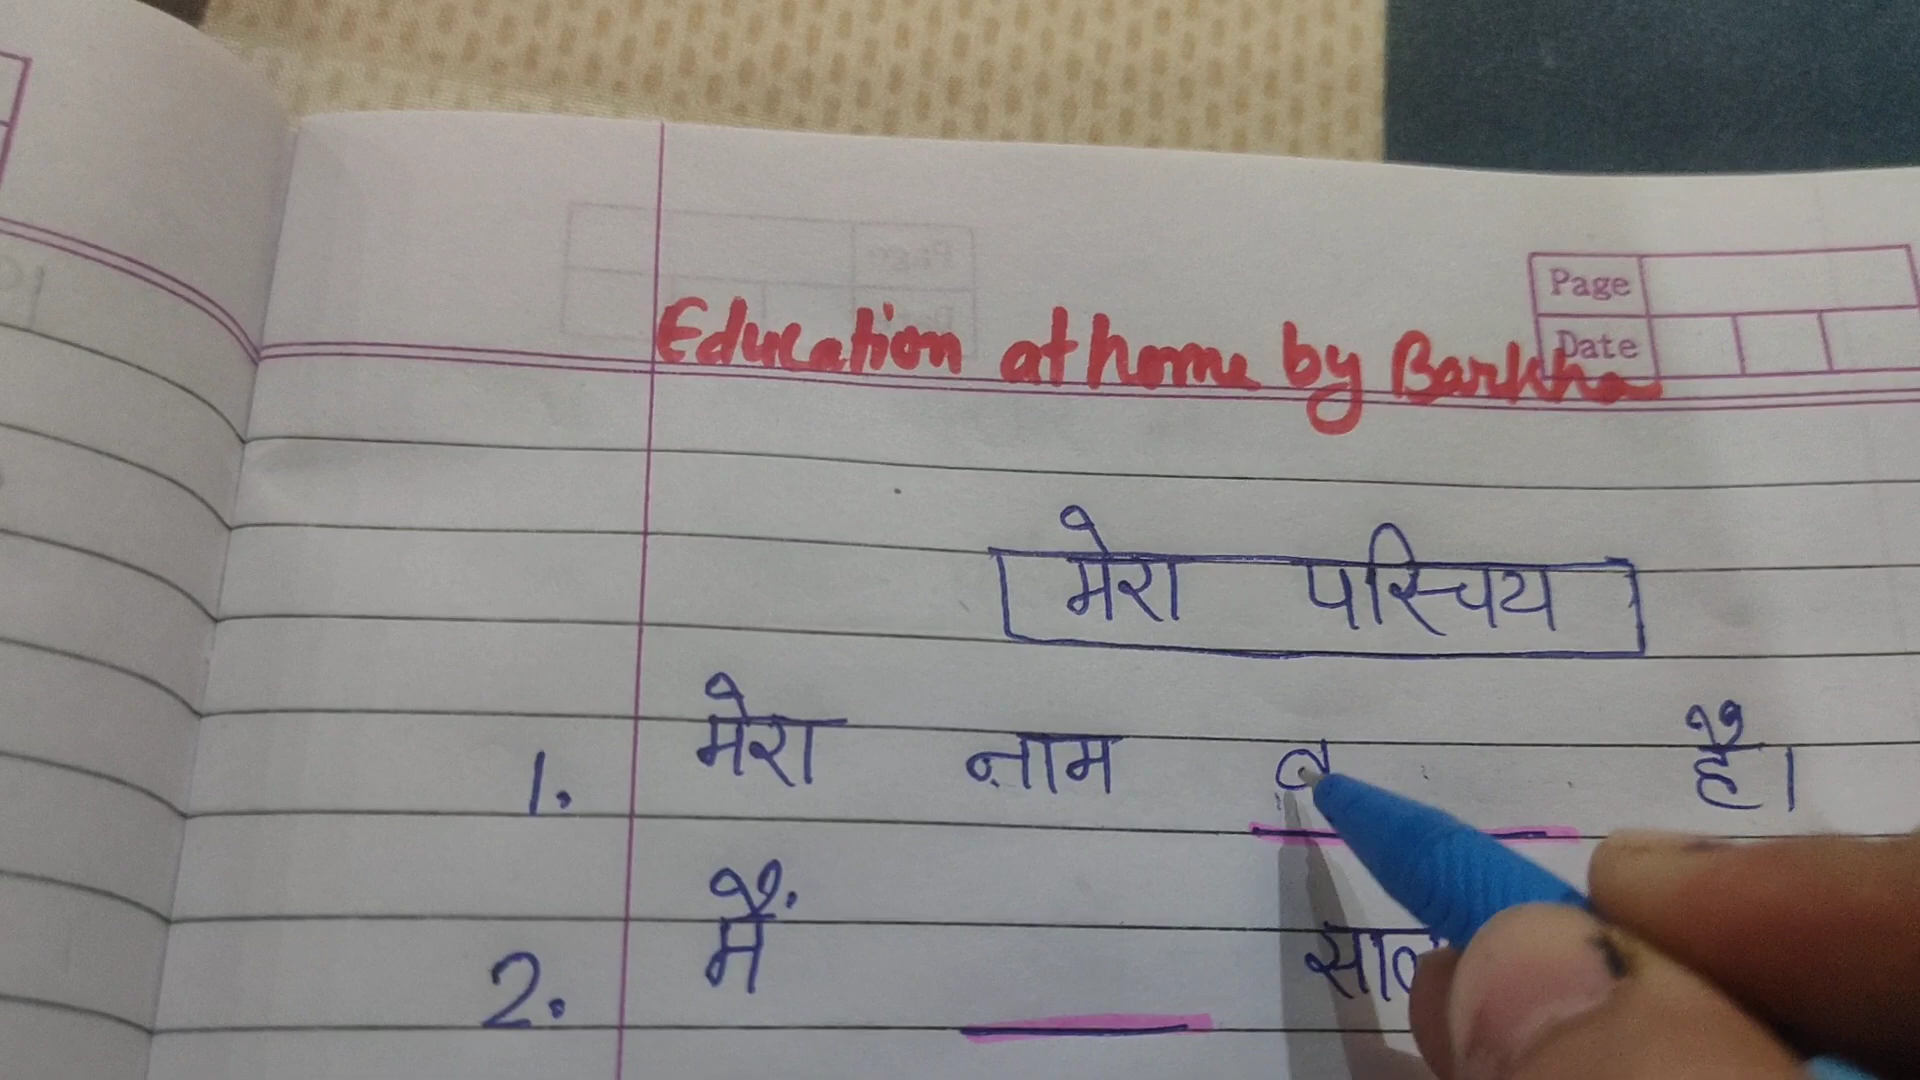 Page
Date
Education at home by Barkha
मेरा परिचय
1. मेरा नाम है।
2. मैं